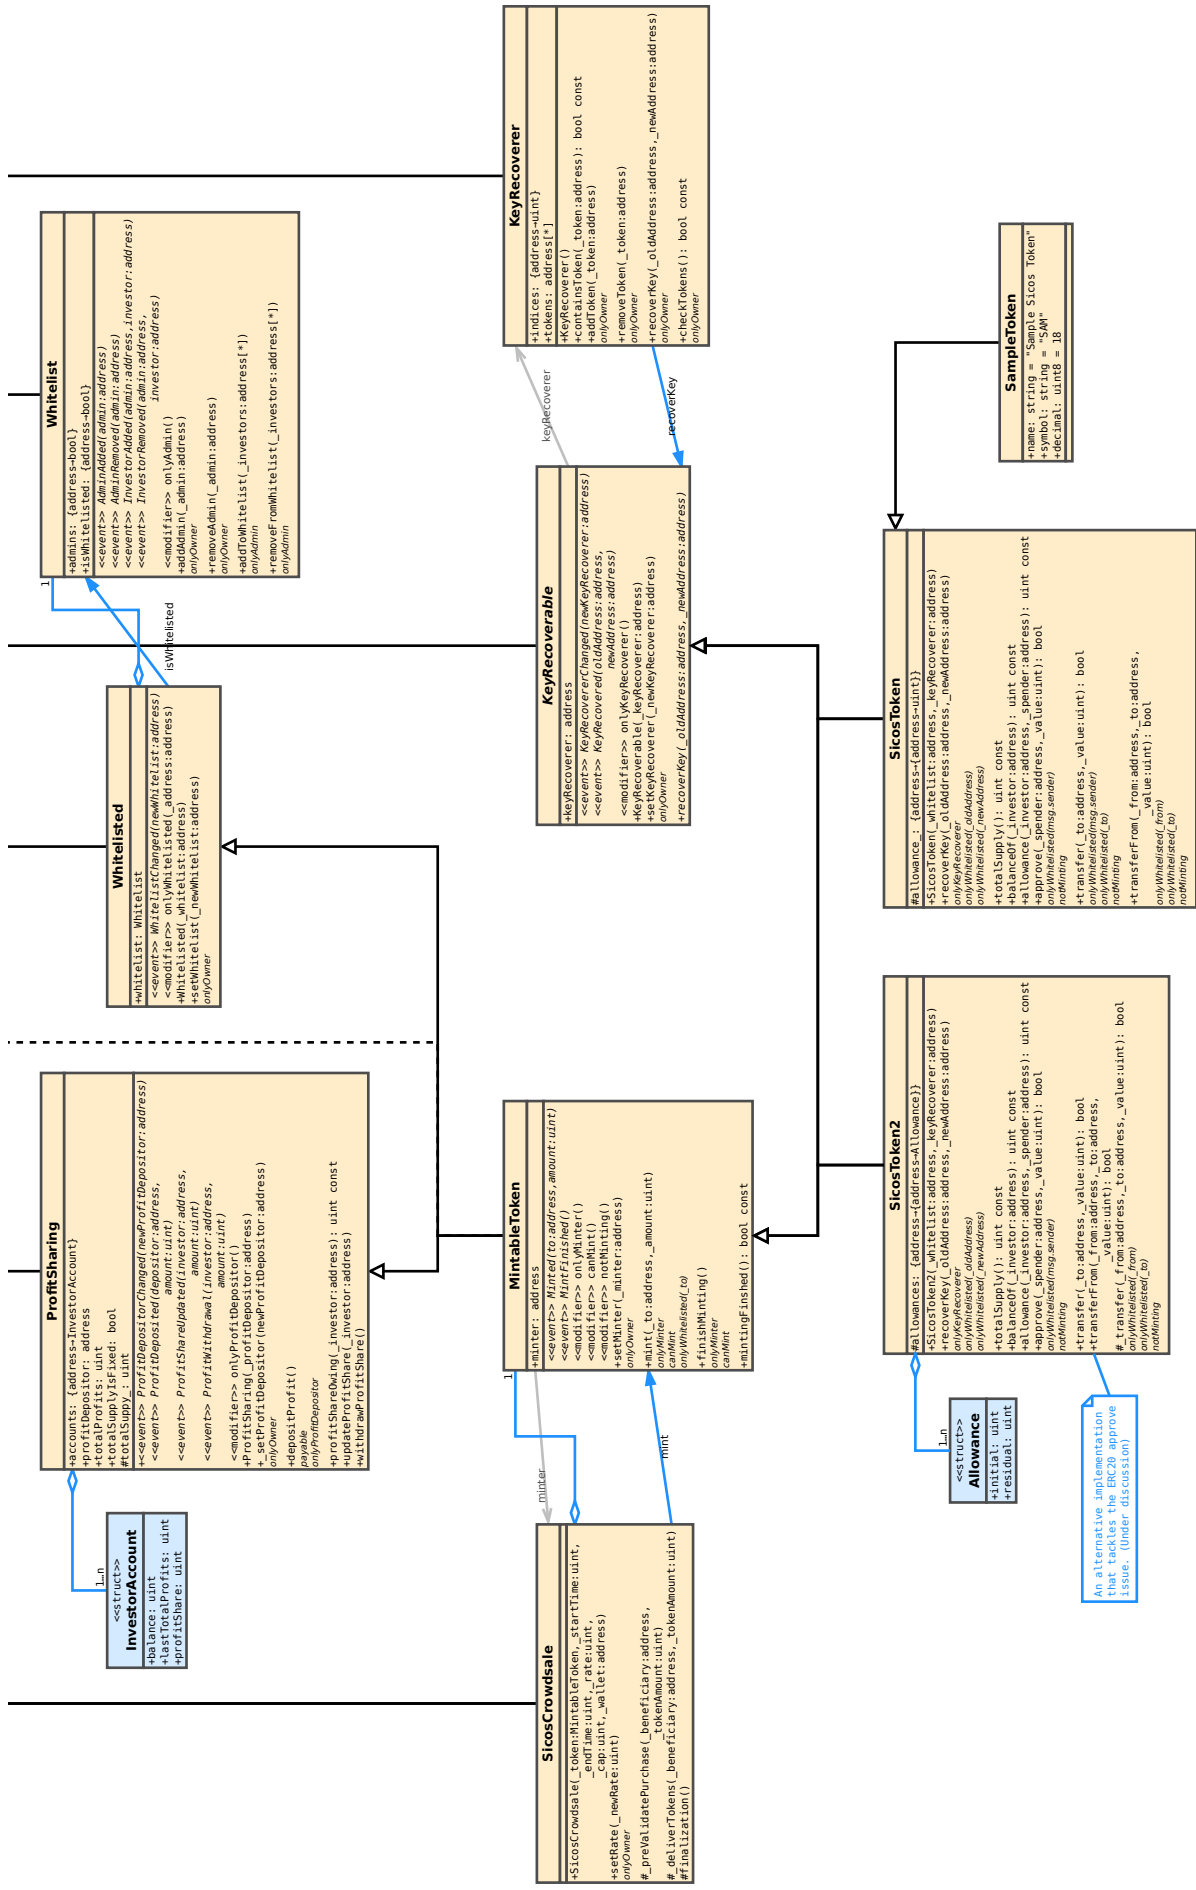 ProfitSharing
+accounts: {address→InvestorAccount}
+profitDepositor: address
+totalProfits: uint
+totalSupplyIsFixed: bool
#totalSuppy_: uint
+<<event>> ProfitDepositorChanged(newProfitDepositor:address)
<<event>> ProfitDeposited(depositor:address,
amount:uint)
<<event>> ProfitShareUpdated(investor:address,
amount:uint)
<<event>> ProfitWithdrawal(investor:address,
amount:uint)
<<modifier>> onlyProfitDepositor()
+ProfitSharing(_profitDepositor:address)
+_setProfitDepositor(newProfitDepositor:address)
onlyOwner
+depositProfit()
payable
onlyProfitDepositor
+profitShareOwing(_investor:address): uint const
+updateProfitShare(_investor:address)
+withdrawProfitShare()
1…n
<<struct>>
InvestorAccount
+balance: uint
+lastTotalProfits: uint
+profitShare: uint
Whitelisted
+whitelist: Whitelist
<<event>> WhitelistChanged(newWhitelist:address)
<<modifier>> onlyWhitelisted(_address:address)
+Whitelisted(_whitelist:address)
+setWhitelist(_newWhitelist:address)
onlyOwner
1
isWhitelisted
Whitelist
+admins: {address→bool}
+isWhitelisted: {address→bool}
<<event>> AdminAdded(admin:address)
<<event>> AdminRemoved(admin:address)
<<event>> InvestorAdded(admin:address,investor:address)
<<event>> InvestorRemoved(admin:address,
investor:address)
<<modifier>> onlyAdmin()
+addAdmin(_admin:address)
onlyOwner
+removeAdmin(_admin:address)
onlyOwner
+addToWhitelist(_investors:address[*])
onlyAdmin
+removeFromWhitelist(_investors:address[*])
onlyAdmin
SicosCrowdsale
+SicosCrowdsale(_token:MintableToken,_startTime:uint,
_endTime:uint,_rate:uint,
_cap:uint,_wallet:address)
+setRate(_newRate:uint)
onlyOwner
#_preValidatePurchase(_beneficiary:address,
_tokenAmount:uint)
#_deliverTokens(_beneficiary:address,_tokenAmount:uint)
#finalization()
minter
1
mint
MintableToken
+minter: address
<<event>> Minted(to:address,amount:uint)
<<event>> MintFinished()
<<modifier>> onlyMinter()
<<modifier>> canMint()
<<modifier>> notMinting()
+setMinter(_minter:address)
onlyOwner
+mint(_to:address,_amount:uint)
onlyMinter
canMint
onlyWhitelisted(_to)
+finishMinting()
onlyMinter
canMint
+mintingFinshed(): bool const
KeyRecoverable
+keyRecoverer: address
<<event>> KeyRecovererChanged(newKeyRecoverer:address)
<<event>> KeyRecovered(oldAddress:address,
newAddress:address)
<<modifier>> onlyKeyRecoverer()
+KeyRecoverable(_keyRecoverer:address)
+setKeyRecoverer(_newKeyRecoverer:address)
onlyOwner
+recoverKey(_oldAddress:address,_newAddress:address)
keyRecoverer
recoverKey
KeyRecoverer
+indices: {address→uint}
+tokens: address[*]
+KeyRecoverer()
+containsToken(_token:address): bool const
+addToken(_token:address)
onlyOwner
+removeToken(_token:address)
onlyOwner
+recoverKey(_oldAddress:address,_newAddress:address)
onlyOwner
+checkTokens(): bool const
onlyOwner
1…n
<<struct>>
Allowance
+initial: uint
+residual: uint
An alternative implementation
that tackles the ERC20 approve
issue. (Under discussion)
SicosToken2
#allowances: {address→{address→Allowance}}
+SicosToken2(_whitelist:address,_keyRecoverer:address)
+recoverKey(_oldAddress:address,_newAddress:address)
onlyKeyRecoverer
onlyWhitelisted(_oldAddress)
onlyWhitelisted(_newAddress)
+totalSupply(): uint const
+balanceOf(_investor:address): uint const
+allowance(_investor:address,_spender:address): uint const
+approve(_spender:address,_value:uint): bool
onlyWhitelisted(msg.sender)
notMinting
+transfer(_to:address,_value:uint): bool
+transferFrom(_from:address,_to:address,
_value:uint): bool
#_transfer(_from:address,_to:address,_value:uint): bool
onlyWhitelisted(_from)
onlyWhitelisted(_to)
notMinting
SicosToken
#allowance_: {address→{address→uint}}
+SicosToken(_whitelist:address,_keyRecoverer:address)
+recoverKey(_oldAddress:address,_newAddress:address)
onlyKeyRecoverer
onlyWhitelisted(_oldAddress)
onlyWhitelisted(_newAddress)
+totalSupply(): uint const
+balanceOf(_investor:address): uint const
+allowance(_investor:address,_spender:address): uint const
+approve(_spender:address,_value:uint): bool
onlyWhitelisted(msg.sender)
notMinting
+transfer(_to:address,_value:uint): bool
onlyWhitelisted(msg.sender)
onlyWhitelisted(_to)
notMinting
+transferFrom(_from:address,_to:address,
_value:uint): bool
onlyWhitelisted(_from)
onlyWhitelisted(_to)
notMinting
SampleToken
+name: string = "Sample Sicos Token"
+symbol: string = "SAM"
+decimal: uint8 = 18